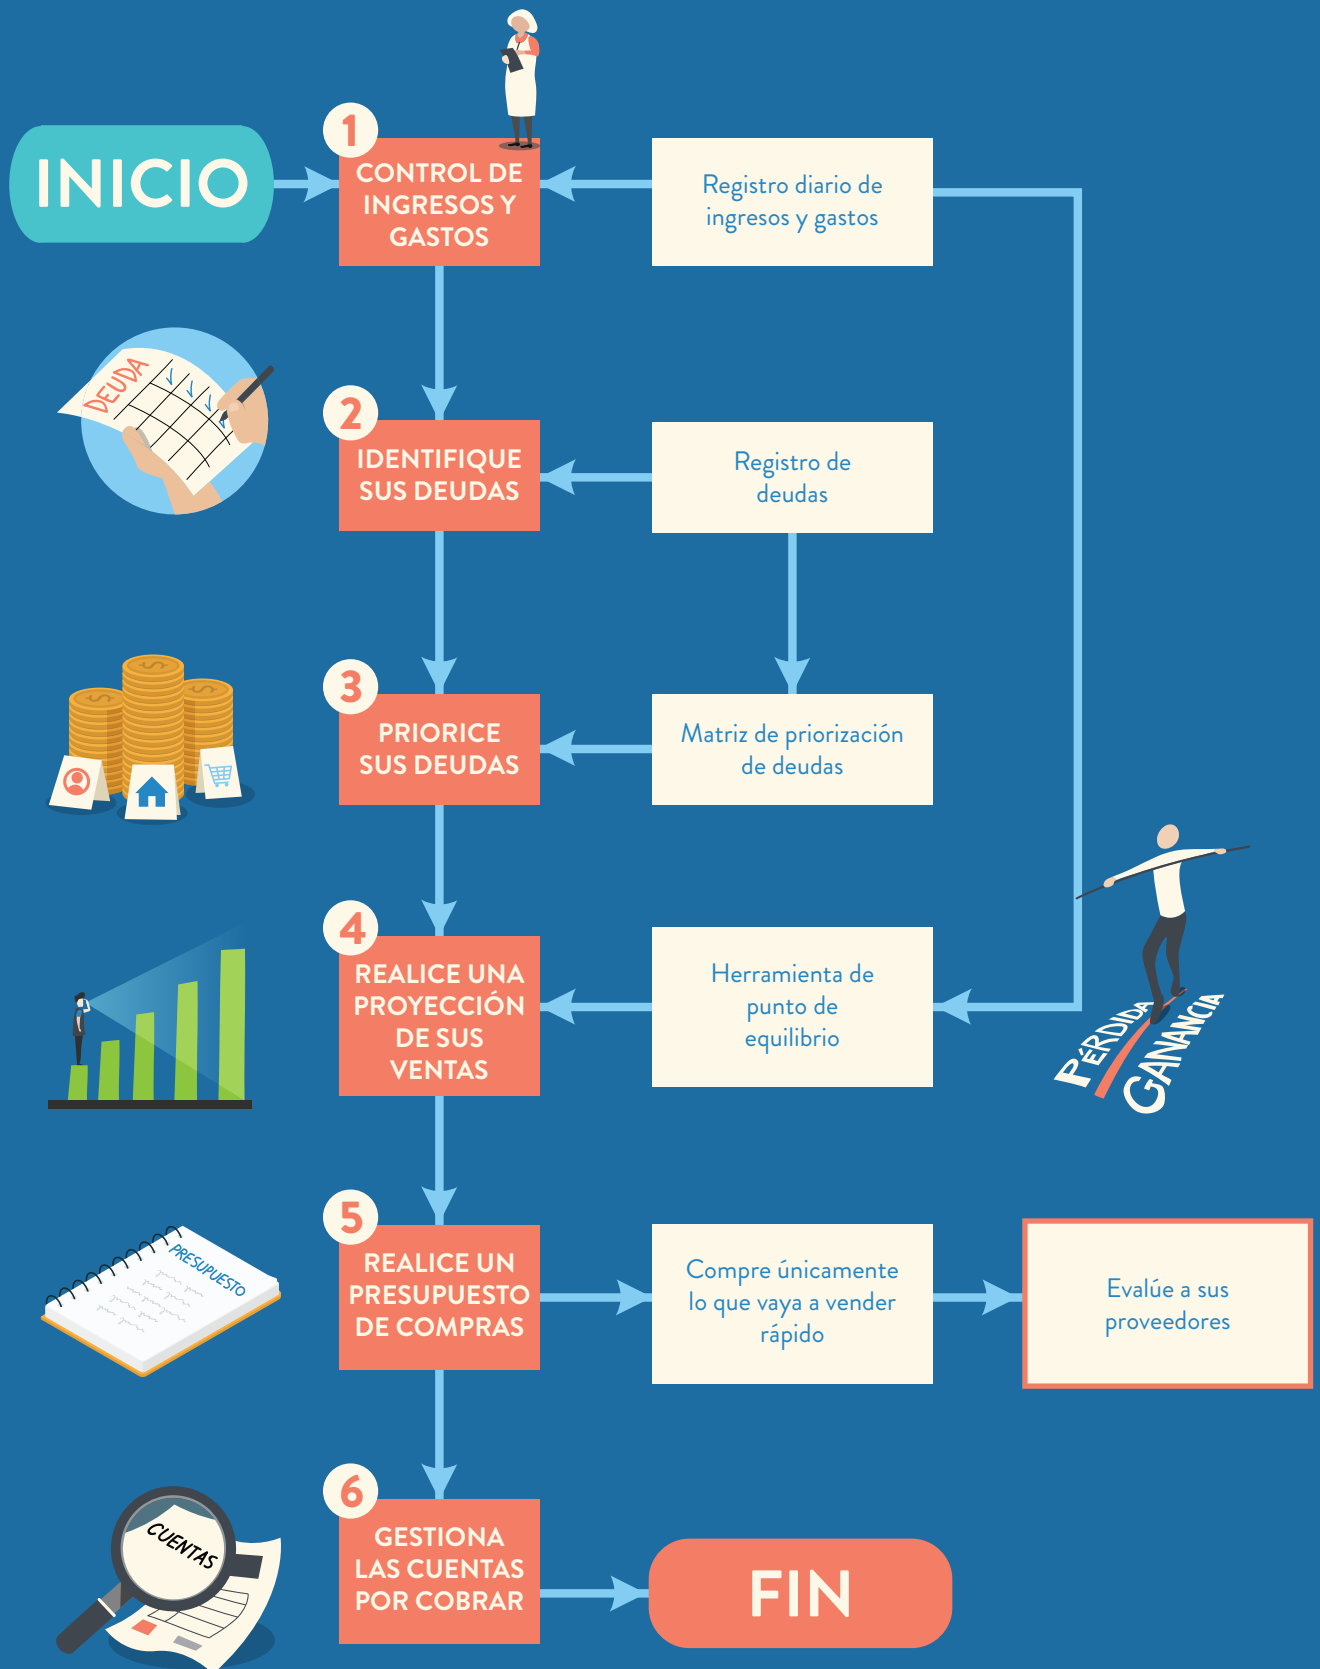 INICIO
1
CONTROL DE
INGRESOS Y
GASTOS
Registro diario de
ingresos y gastos
DEUDA
2
IDENTIFIQUE
SUS DEUDAS
Registro de
deudas
3
PRIORICE
SUS DEUDAS
Matriz de priorización
de deudas
4
REALICE UNA
PROYECCIÓN
DE SUS
VENTAS
Herramienta de
punto de
equilibrio
PÉRDIDA
GANANCIA
PRESUPUESTO
5
REALICE UN
PRESUPUESTO
DE COMPRAS
Compre únicamente
lo que vaya a vender
rápido
Evalúe a sus
proveedores
CUENTAS
6
GESTIONA
LAS CUENTAS
POR COBRAR
FIN